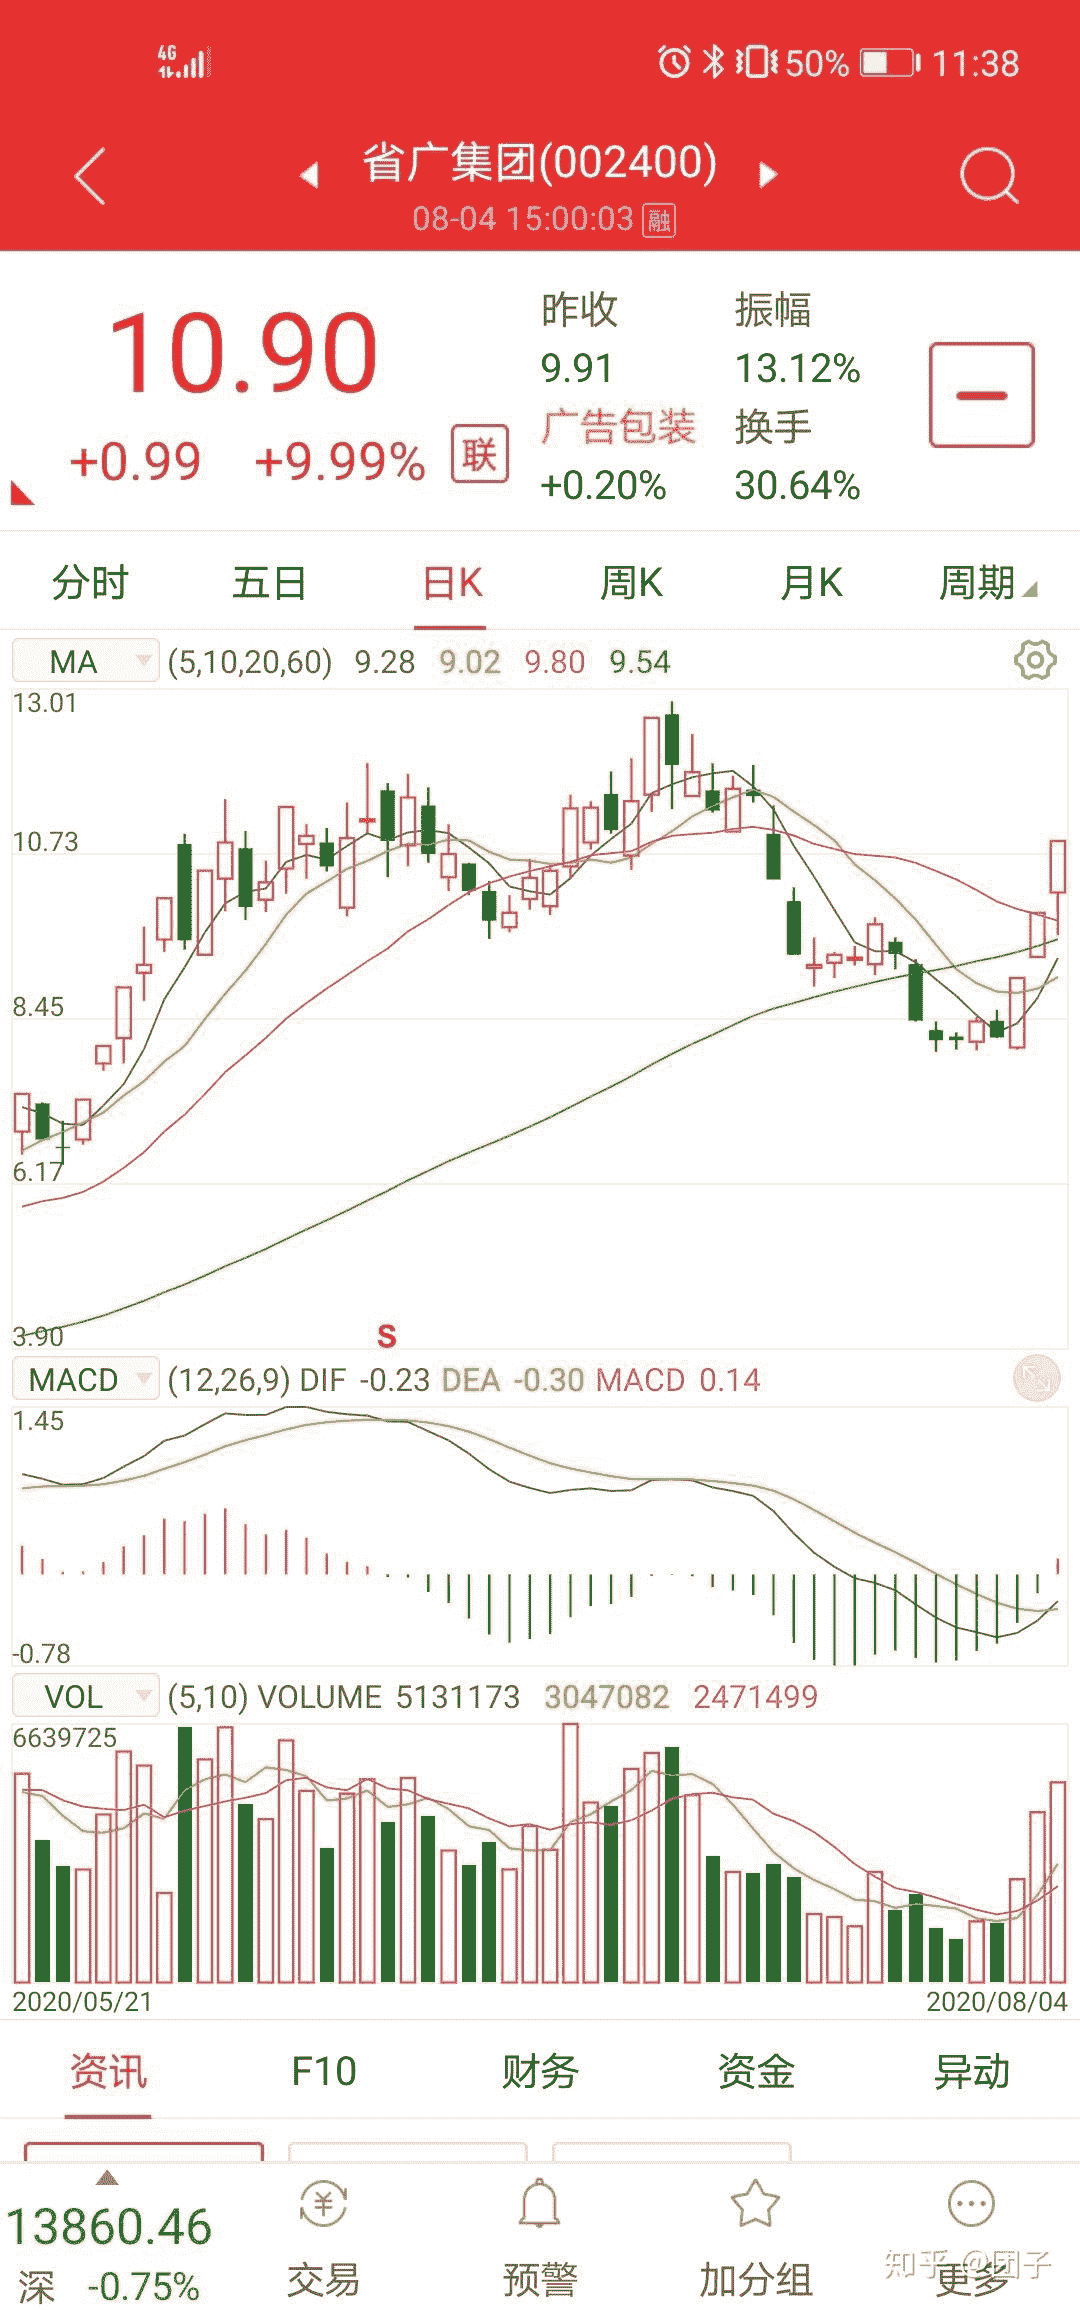 4G 50% 11:38
省广集团(002400)
08-04 15:00:03 融
10.90
+0.99 +9.99% 联
昨收 振幅
9.91 13.12%
广告包装 换手
+0.20% 30.64%
分时 五日 日K 周K 月K 周期
MA (5,10,20,60) 9.28 9.02 9.80 9.54
13.01
10.73
8.45
6.17
3.90
S
MACD (12,26,9) DIF -0.23 DEA -0.30 MACD 0.14
1.45
-0.78
VOL (5,10) VOLUME 5131173 3047082 2471499
6639725
2020/05/21 2020/08/04
资讯 F10 财务 资金 异动
13860.46
深 -0.75%
交易 预警 加分组 更多
知乎 @团子